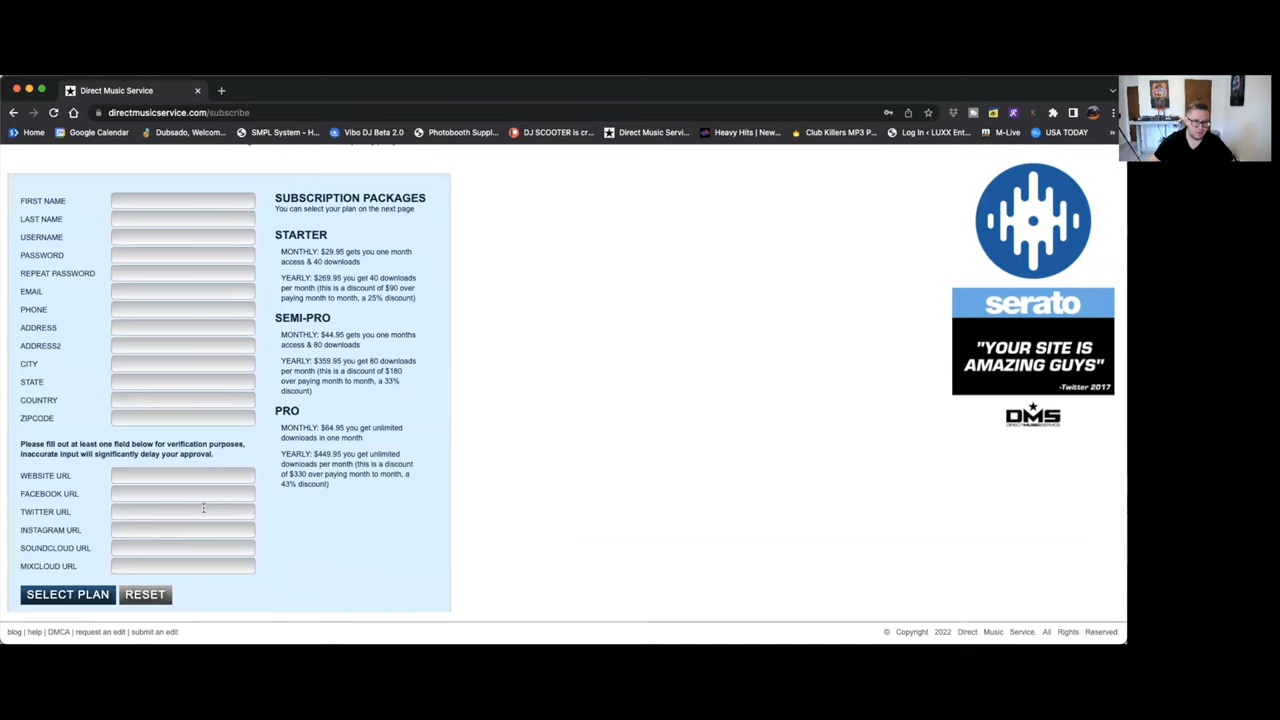 Direct Music Service
directmusicservice.com/subscribe
Home
Google Calendar
Dubsado, Welcom...
SMPL System - H...
Vibo DJ Beta 2.0
Photobooth Suppl...
DJ SCOOTER is cr...
Direct Music Servi...
Heavy Hits | New...
Club Killers MP3 P...
Log In ‹ LUXX Ent...
M-Live
USA TODAY
»
FIRST NAME
LAST NAME
USERNAME
PASSWORD
REPEAT PASSWORD
EMAIL
PHONE
ADDRESS
ADDRESS2
CITY
STATE
COUNTRY
ZIPCODE
Please fill out at least one field below for verification purposes,
inaccurate input will significantly delay your approval.
WEBSITE URL
FACEBOOK URL
TWITTER URL
INSTAGRAM URL
SOUNDCLOUD URL
MIXCLOUD URL
SELECT PLAN
RESET
SUBSCRIPTION PACKAGES
You can select your plan on the next page
STARTER
MONTHLY: $29.95 gets you one month
access & 40 downloads
YEARLY: $269.95 you get 40 downloads
per month (this is a discount of $90 over
paying month to month, a 25% discount)
SEMI-PRO
MONTHLY: $44.95 gets you one months
access & 80 downloads
YEARLY: $359.95 you get 80 downloads
per month (this is a discount of $180
over paying month to month, a 33%
discount)
PRO
MONTHLY: $64.95 you get unlimited
downloads in one month
YEARLY: $449.95 you get unlimited
downloads per month (this is a discount
of $330 over paying month to month, a
43% discount)
serato
"YOUR SITE IS
AMAZING GUYS"
-Twitter 2017
DMS
DIRECTMUSICSERVICE
blog | help | DMCA | request an edit | submit an edit
© Copyright 2022 Direct Music Service. All Rights Reserved.